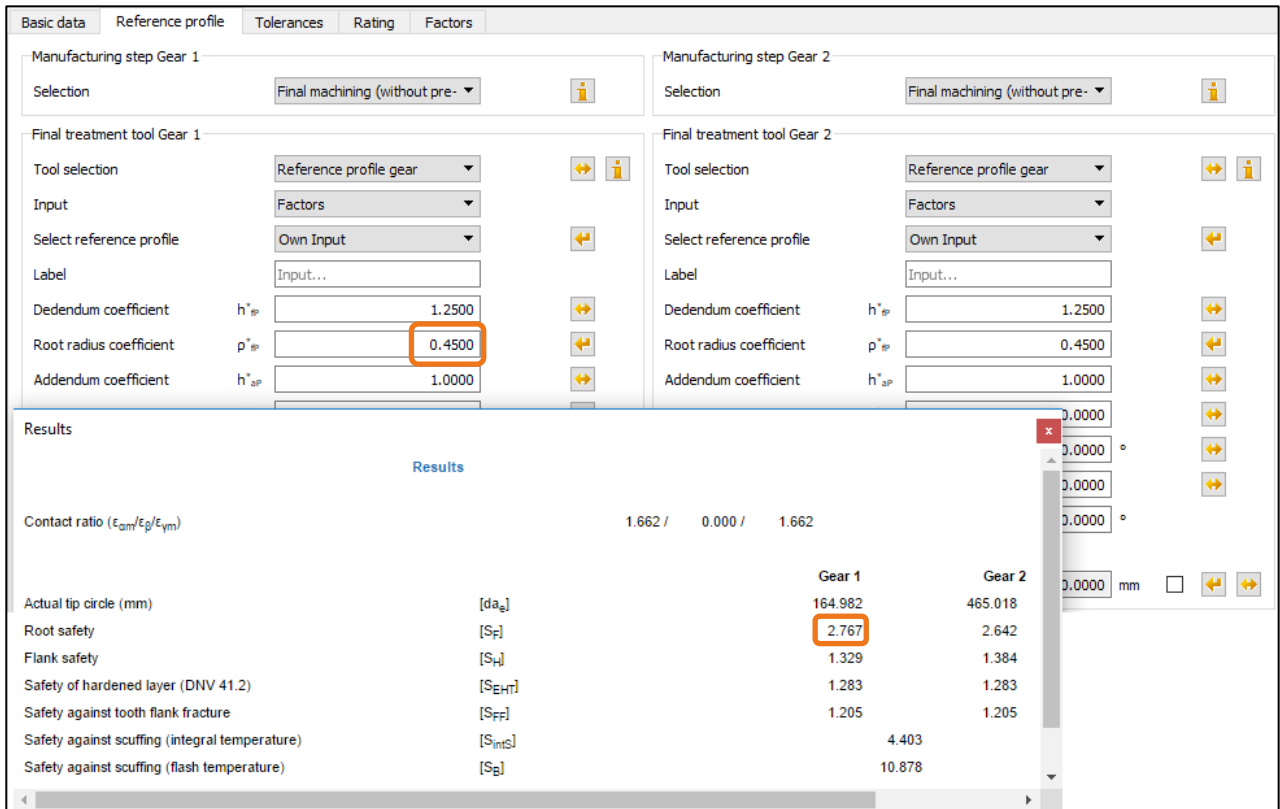 Basic data Reference profile Tolerances Rating Factors
Manufacturing step Gear 1 Manufacturing step Gear 2
Selection Final machining (without pre- Selection Final machining (without pre-
Final treatment tool Gear 1 Final treatment tool Gear 2
Tool selection Reference profile gear Tool selection Reference profile gear
Input Factors Input Factors
Select reference profile Own Input Select reference profile Own Input
Label Input... Label Input...
Dedendum coefficient h*fP 1.2500 Dedendum coefficient h*fP 1.2500
Root radius coefficient ρ*fP 0.4500 Root radius coefficient ρ*fP 0.4500
Addendum coefficient h*aP 1.0000 Addendum coefficient h*aP 1.0000
Results x
.0000
Results
.0000 °
.0000
Contact ratio (εαm/εβ/εγm) 1.662 / 0.000 / 1.662
.0000 °
Gear 1 Gear 2
.0000 mm
Actual tip circle (mm) [dae] 164.982 465.018
Root safety [SF] 2.767 2.642
Flank safety [SH] 1.329 1.384
Safety of hardened layer (DNV 41.2) [SEHT] 1.283 1.283
Safety against tooth flank fracture [SFF] 1.205 1.205
Safety against scuffing (integral temperature) [SintS] 4.403
Safety against scuffing (flash temperature) [SB] 10.878